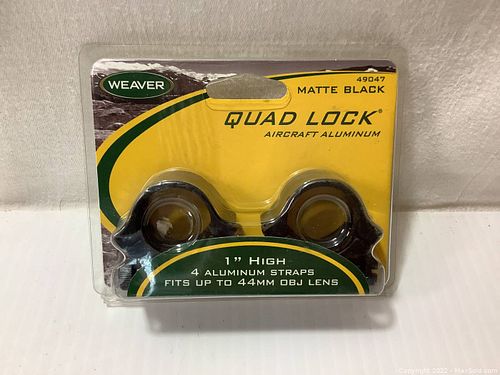 WEAVER
49047
MATTE BLACK
QUAD LOCK®
AIRCRAFT ALUMINUM
1" HIGH
4 ALUMINUM STRAPS
FITS UP TO 44MM OBJ LENS
Copyright 2022 - MaxSold.com